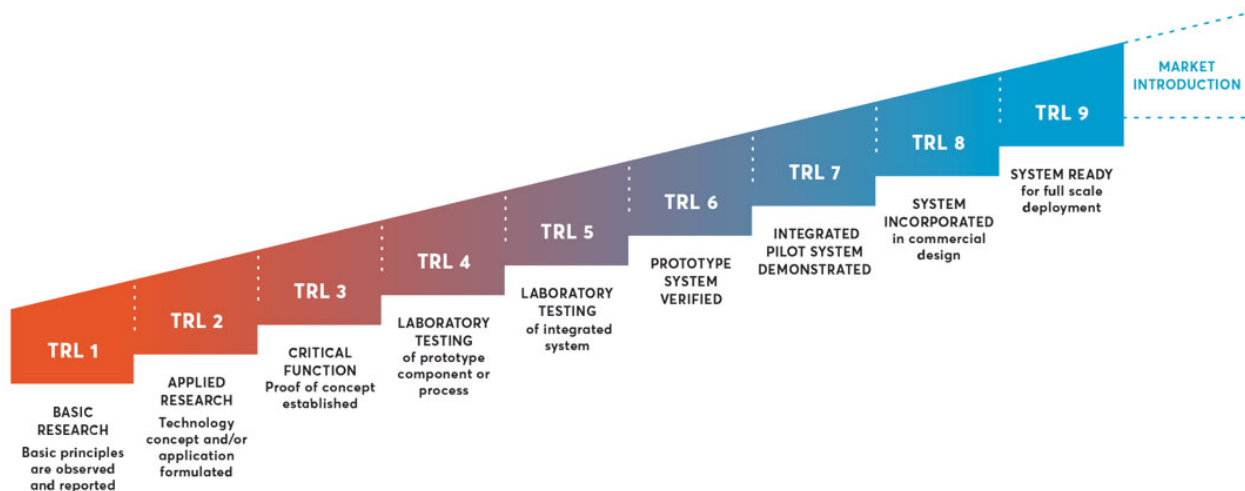 TRL 1
BASIC
RESEARCH
Basic principles
are observed
and reported
TRL 2
APPLIED
RESEARCH
Technology
concept and/or
application
formulated
TRL 3
CRITICAL
FUNCTION
Proof of concept
established
TRL 4
LABORATORY
TESTING
of prototype
component or
process
TRL 5
LABORATORY
TESTING
of integrated
system
TRL 6
PROTOTYPE
SYSTEM
VERIFIED
TRL 7
INTEGRATED
PILOT SYSTEM
DEMONSTRATED
TRL 8
SYSTEM
INCORPORATED
in commercial
design
TRL 9
SYSTEM READY
for full scale
deployment
MARKET
INTRODUCTION